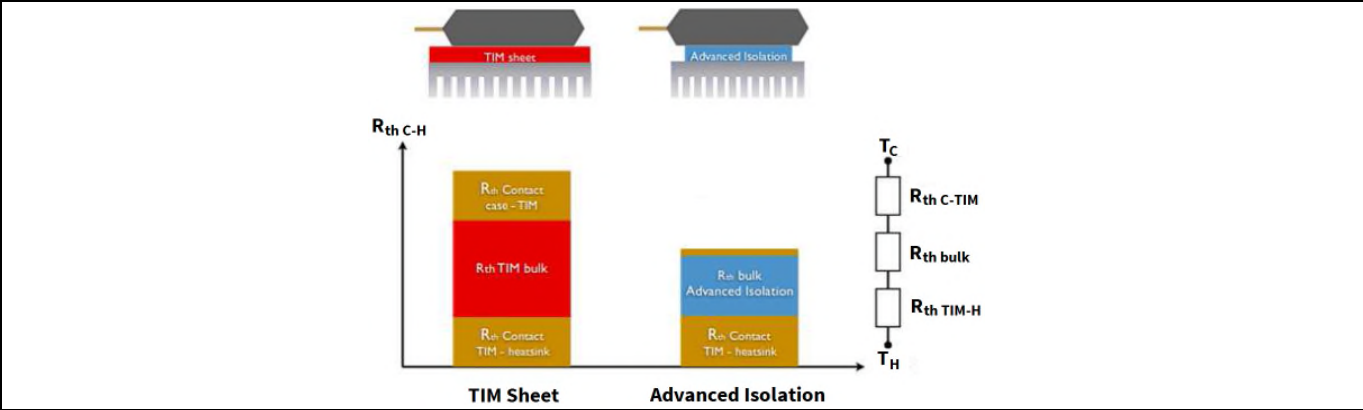 TIM sheet
Advanced Isolation
Rth C-H
Rth Contact
case - TIM
Rth TIM bulk
Rth Contact
TIM - heatsink
Rth bulk
Advanced Isolation
Rth Contact
TIM - heatsink
TC
Rth C-TIM
Rth bulk
Rth TIM-H
TH
TIM Sheet
Advanced Isolation